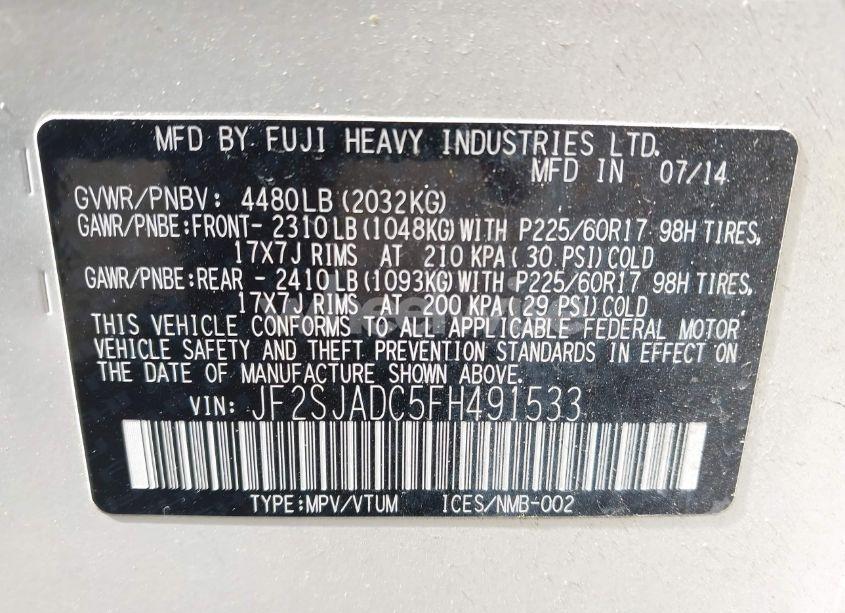 MFD BY FUJI HEAVY INDUSTRIES LTD.
MFD IN 07/14
GVWR/PNBV: 4480LB (2032KG)
GAWR/PNBE:FRONT- 2310 LB (1048KG) WITH P225/60R17 98H TIRES,
17X7J RIMS AT 210 KPA ( 30 PSI) COLD
GAWR/PNBE:REAR - 2410 LB (1093KG) WITH P225/60R17 98H TIRES,
17X7J RIMS AT 200 KPA (29 PSI) COLD .
THIS VEHICLE CONFORMS TO ALL APPLICABLE FEDERAL MOTOR
VEHICLE SAFETY AND THEFT PREVENTION STANDARDS IN EFFECT ON
THE DATE OF MANUFACTURE SHOWN ABOVE.
VIN: JF2SJADC5FH491533
TYPE:MPV/VTUM ICES/NMB-002